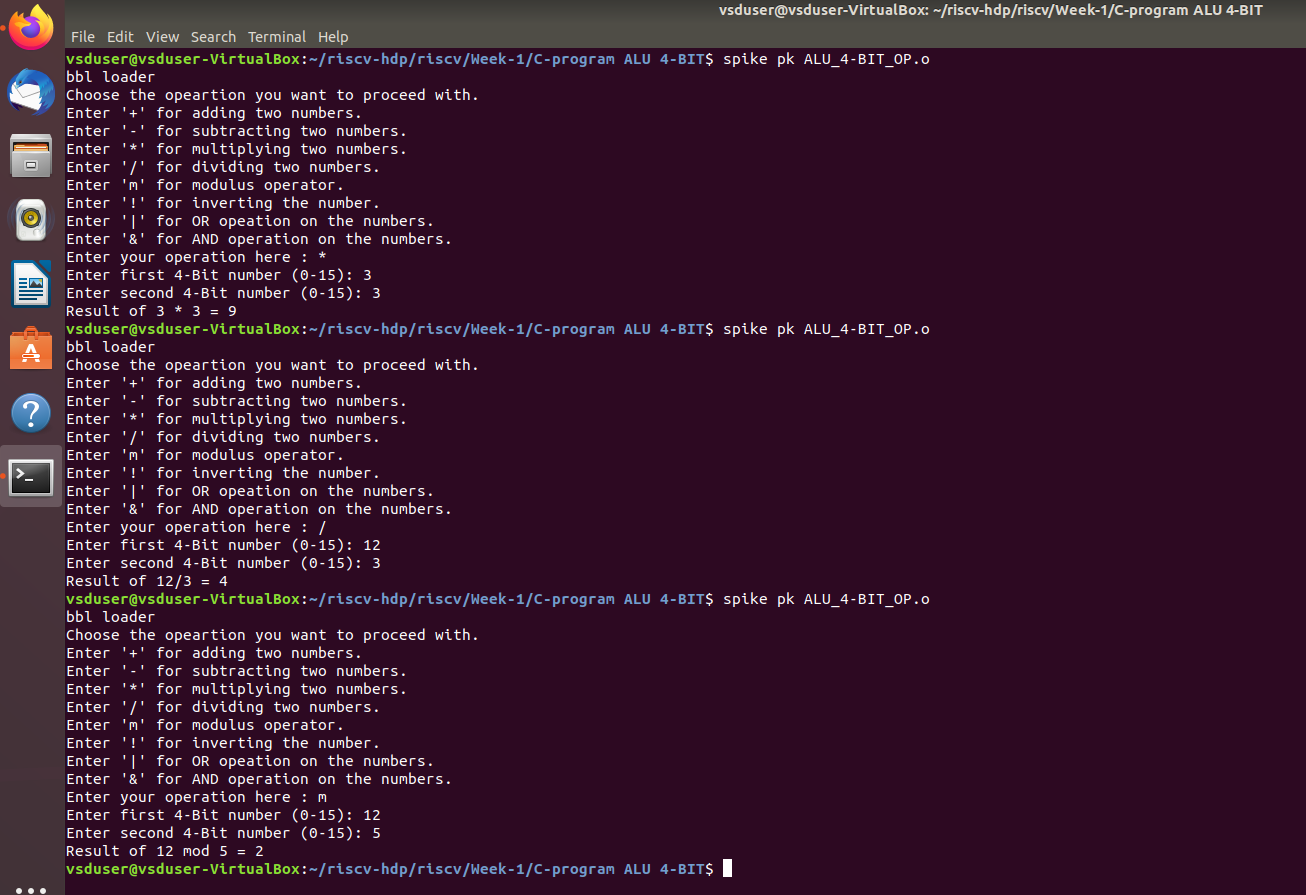 vsduser@vsduser-VirtualBox: ~/riscv-hdp/riscv/Week-1/C-program ALU 4-BIT
File Edit View Search Terminal Help
vsduser@vsduser-VirtualBox:~/riscv-hdp/riscv/Week-1/C-program ALU 4-BIT$ spike pk ALU_4-BIT_OP.o
bbl loader
Choose the opeartion you want to proceed with.
Enter '+' for adding two numbers.
Enter '-' for subtracting two numbers.
Enter '*' for multiplying two numbers.
Enter '/' for dividing two numbers.
Enter 'm' for modulus operator.
Enter '!' for inverting the number.
Enter '|' for OR opeation on the numbers.
Enter '&' for AND operation on the numbers.
Enter your operation here : *
Enter first 4-Bit number (0-15): 3
Enter second 4-Bit number (0-15): 3
Result of 3 * 3 = 9
vsduser@vsduser-VirtualBox:~/riscv-hdp/riscv/Week-1/C-program ALU 4-BIT$ spike pk ALU_4-BIT_OP.o
bbl loader
Choose the opeartion you want to proceed with.
Enter '+' for adding two numbers.
Enter '-' for subtracting two numbers.
Enter '*' for multiplying two numbers.
Enter '/' for dividing two numbers.
Enter 'm' for modulus operator.
Enter '!' for inverting the number.
Enter '|' for OR opeation on the numbers.
Enter '&' for AND operation on the numbers.
Enter your operation here : /
Enter first 4-Bit number (0-15): 12
Enter second 4-Bit number (0-15): 3
Result of 12/3 = 4
vsduser@vsduser-VirtualBox:~/riscv-hdp/riscv/Week-1/C-program ALU 4-BIT$ spike pk ALU_4-BIT_OP.o
bbl loader
Choose the opeartion you want to proceed with.
Enter '+' for adding two numbers.
Enter '-' for subtracting two numbers.
Enter '*' for multiplying two numbers.
Enter '/' for dividing two numbers.
Enter 'm' for modulus operator.
Enter '!' for inverting the number.
Enter '|' for OR opeation on the numbers.
Enter '&' for AND operation on the numbers.
Enter your operation here : m
Enter first 4-Bit number (0-15): 12
Enter second 4-Bit number (0-15): 5
Result of 12 mod 5 = 2
vsduser@vsduser-VirtualBox:~/riscv-hdp/riscv/Week-1/C-program ALU 4-BIT$